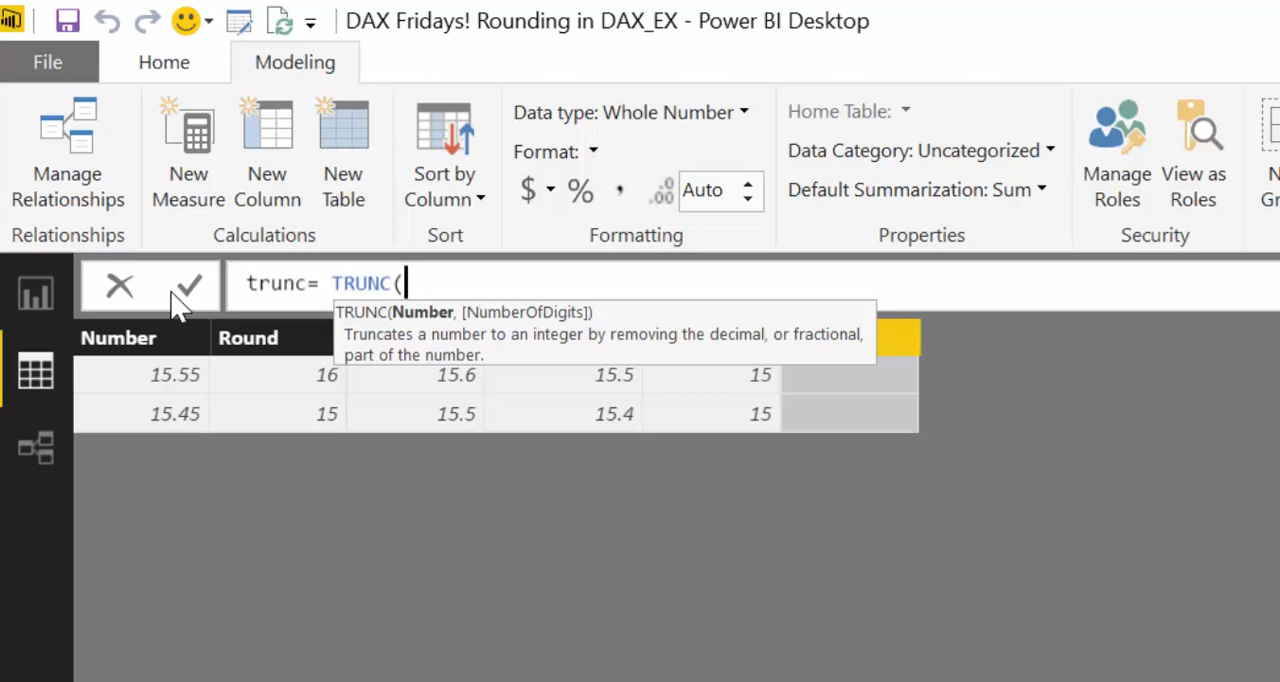 DAX Fridays! Rounding in DAX_EX - Power BI Desktop
File Home Modeling
Data type: Whole Number Home Table:
Format: Data Category: Uncategorized
$ % , .0 .00 Auto Default Summarization: Sum
Manage Relationships New Measure New Column New Table Sort by Column Manage Roles View as Roles
Relationships Calculations Sort Formatting Properties Security
trunc= TRUNC(
TRUNC(Number, [NumberOfDigits])
Truncates a number to an integer by removing the decimal, or fractional,
part of the number.
Number Round
15.55 16 15.6 15.5 15
15.45 15 15.5 15.4 15